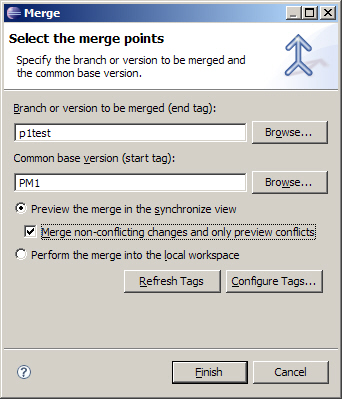 Merge
Select the merge points
Specify the branch or version to be merged and
the common base version.
Branch or version to be merged (end tag):
p1test
Browse...
Common base version (start tag):
PM1
Browse...
Preview the merge in the synchronize view
Merge non-conflicting changes and only preview conflicts
Perform the merge into the local workspace
Refresh Tags
Configure Tags...
?
Finish
Cancel